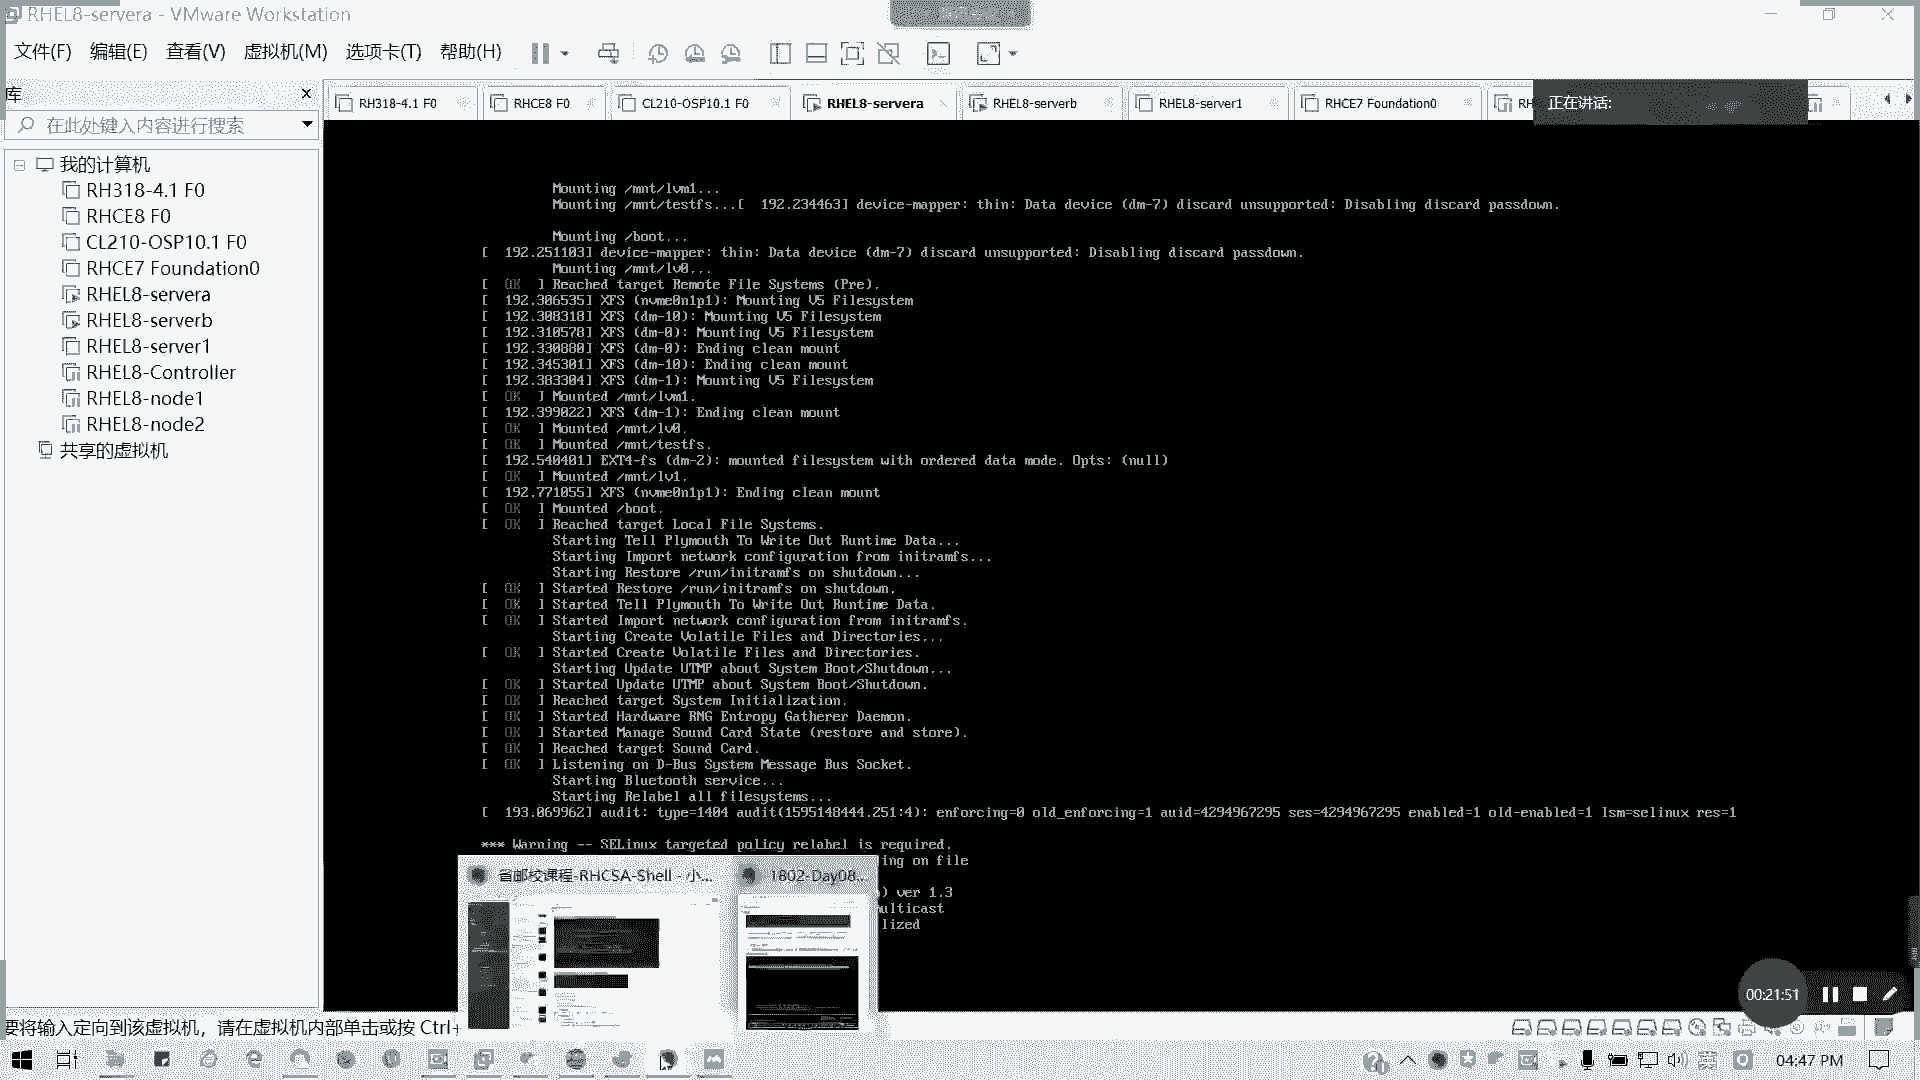 RHEL8-servera - VMware Workstation
文件(F) 编辑(E) 查看(V) 虚拟机(M) 选项卡(T) 帮助(H)
库
在此处键入内容进行搜索
我的计算机
RH318-4.1 F0
RHCE8 F0
CL210-OSP10.1 F0
RHCE7 Foundation0
RHEL8-servera
RHEL8-serverb
RHEL8-server1
RHEL8-Controller
RHEL8-node1
RHEL8-node2
共享的虚拟机
RH318-4.1 F0 RHCE8 F0 CL210-OSP10.1 F0 RHEL8-servera RHEL8-serverb RHEL8-server1 RHCE7 Foundation0 RH
正在讲话:
Mounting /mnt/lvm1...
Mounting /mnt/testfs...[ 192.234463] device-mapper: thin: Data device (dm-7) discard unsupported: Disabling discard passdown.
Mounting /boot...
[ 192.251103] device-mapper: thin: Data device (dm-7) discard unsupported: Disabling discard passdown.
Mounting /mnt/lv0...
[ OK ] Reached target Remote File Systems (Pre).
[ 192.306535] XFS (nvme0n1p1): Mounting V5 Filesystem
[ 192.308318] XFS (dm-10): Mounting V5 Filesystem
[ 192.310578] XFS (dm-0): Mounting V5 Filesystem
[ 192.330880] XFS (dm-0): Ending clean mount
[ 192.345301] XFS (dm-10): Ending clean mount
[ 192.383304] XFS (dm-1): Mounting V5 Filesystem
[ OK ] Mounted /mnt/lvm1.
[ 192.399022] XFS (dm-1): Ending clean mount
[ OK ] Mounted /mnt/lv0.
[ OK ] Mounted /mnt/testfs.
[ 192.540401] EXT4-fs (dm-2): mounted filesystem with ordered data mode. Opts: (null)
[ OK ] Mounted /mnt/lv1.
[ 192.771055] XFS (nvme0n1p1): Ending clean mount
[ OK ] Mounted /boot.
[ OK ] Reached target Local File Systems.
Starting Tell Plymouth To Write Out Runtime Data...
Starting Import network configuration from initramfs...
Starting Restore /run/initramfs on shutdown...
[ OK ] Started Restore /run/initramfs on shutdown.
[ OK ] Started Tell Plymouth To Write Out Runtime Data.
[ OK ] Started Import network configuration from initramfs.
Starting Create Volatile Files and Directories...
[ OK ] Started Create Volatile Files and Directories.
Starting Update UTMP about System Boot/Shutdown...
[ OK ] Started Update UTMP about System Boot/Shutdown.
[ OK ] Reached target System Initialization.
[ OK ] Started Hardware RNG Entropy Gatherer Daemon.
[ OK ] Started Manage Sound Card State (restore and store).
[ OK ] Reached target Sound Card.
[ OK ] Listening on D-Bus System Message Bus Socket.
Starting Bluetooth service...
Starting Relabel all filesystems...
[ 193.069962] audit: type=1404 audit(1595148444.251:4): enforcing=0 old_enforcing=1 auid=4294967295 ses=4294967295 enabled=1 old-enabled=1 lsm=selinux res=1
*** Warning -- SELinux targeted policy relabel is required.
ing on file
) ver 1.3
ulticast
lized
省邮校课程-RHCSA-Shell - 小... 1802-Day08...
00:21:51
要将输入定向到该虚拟机，请在虚拟机内部单击或按 Ctrl+
04:47 PM